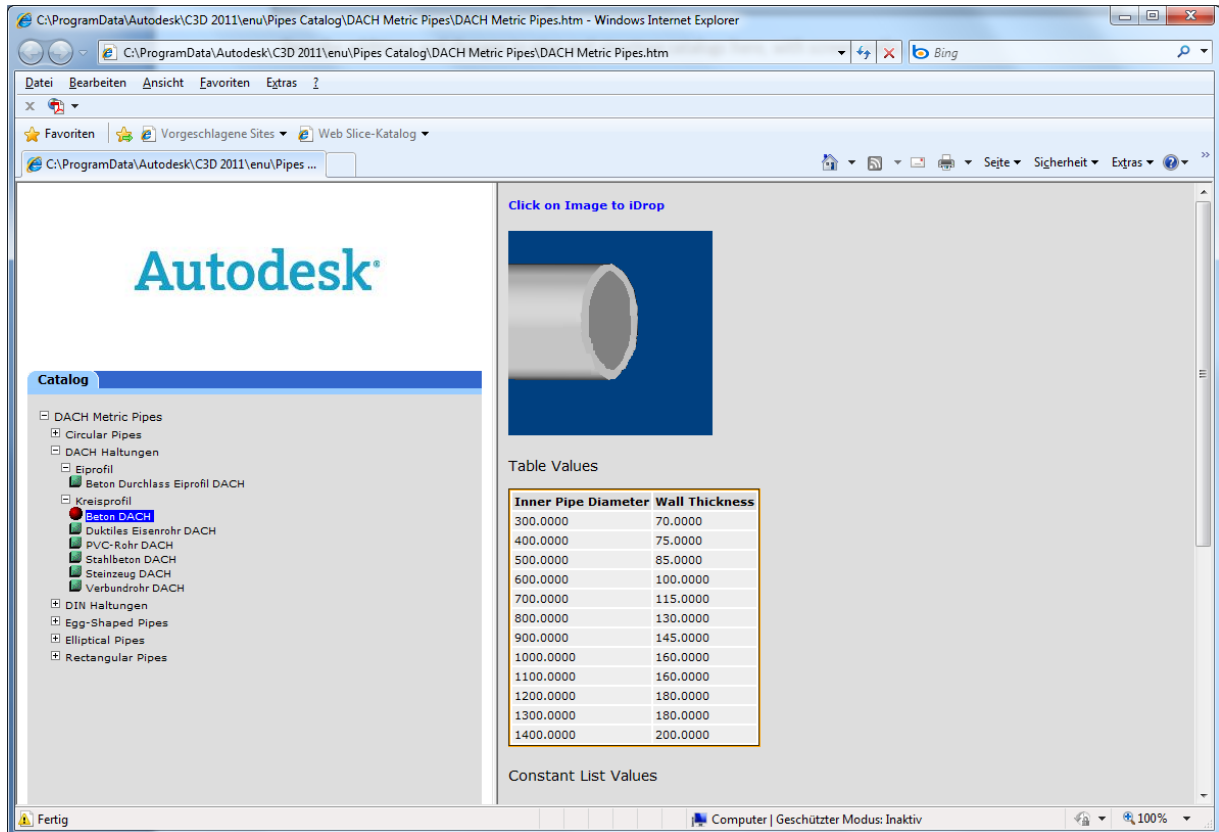 C:\ProgramData\Autodesk\C3D 2011\enu\Pipes Catalog\DACH Metric Pipes\DACH Metric Pipes.htm - Windows Internet Explorer
C:\ProgramData\Autodesk\C3D 2011\enu\Pipes Catalog\DACH Metric Pipes\DACH Metric Pipes.htm
Bing
Datei Bearbeiten Ansicht Favoriten Extras ?
x
Favoriten Vorgeschlagene Sites Web Slice-Katalog
C:\ProgramData\Autodesk\C3D 2011\enu\Pipes ...
Seite Sicherheit Extras »
Autodesk®
Catalog
DACH Metric Pipes
Circular Pipes
DACH Haltungen
Eiprofil
Beton Durchlass Eiprofil DACH
Kreisprofil
Beton DACH
Duktiles Eisenrohr DACH
PVC-Rohr DACH
Stahlbeton DACH
Steinzeug DACH
Verbundrohr DACH
DIN Haltungen
Egg-Shaped Pipes
Elliptical Pipes
Rectangular Pipes
Click on Image to iDrop
Table Values
Inner Pipe Diameter Wall Thickness
300.0000 70.0000
400.0000 75.0000
500.0000 85.0000
600.0000 100.0000
700.0000 115.0000
800.0000 130.0000
900.0000 145.0000
1000.0000 160.0000
1100.0000 160.0000
1200.0000 180.0000
1300.0000 180.0000
1400.0000 200.0000
Constant List Values
Fertig
Computer | Geschützter Modus: Inaktiv
100%